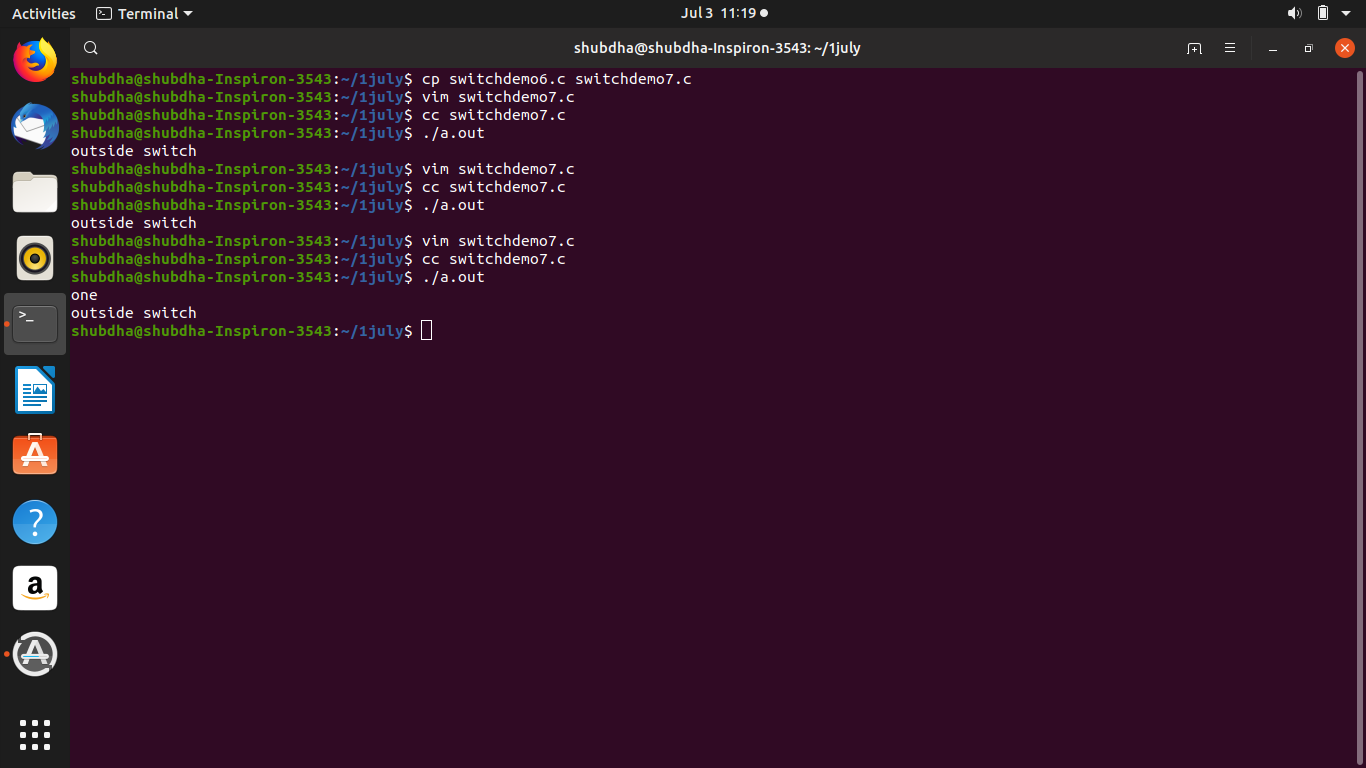 Activities Terminal Jul 3 11:19
shubdha@shubdha-Inspiron-3543: ~/1july
shubdha@shubdha-Inspiron-3543:~/1july$ cp switchdemo6.c switchdemo7.c
shubdha@shubdha-Inspiron-3543:~/1july$ vim switchdemo7.c
shubdha@shubdha-Inspiron-3543:~/1july$ cc switchdemo7.c
shubdha@shubdha-Inspiron-3543:~/1july$ ./a.out
outside switch
shubdha@shubdha-Inspiron-3543:~/1july$ vim switchdemo7.c
shubdha@shubdha-Inspiron-3543:~/1july$ cc switchdemo7.c
shubdha@shubdha-Inspiron-3543:~/1july$ ./a.out
outside switch
shubdha@shubdha-Inspiron-3543:~/1july$ vim switchdemo7.c
shubdha@shubdha-Inspiron-3543:~/1july$ cc switchdemo7.c
shubdha@shubdha-Inspiron-3543:~/1july$ ./a.out
one
outside switch
shubdha@shubdha-Inspiron-3543:~/1july$